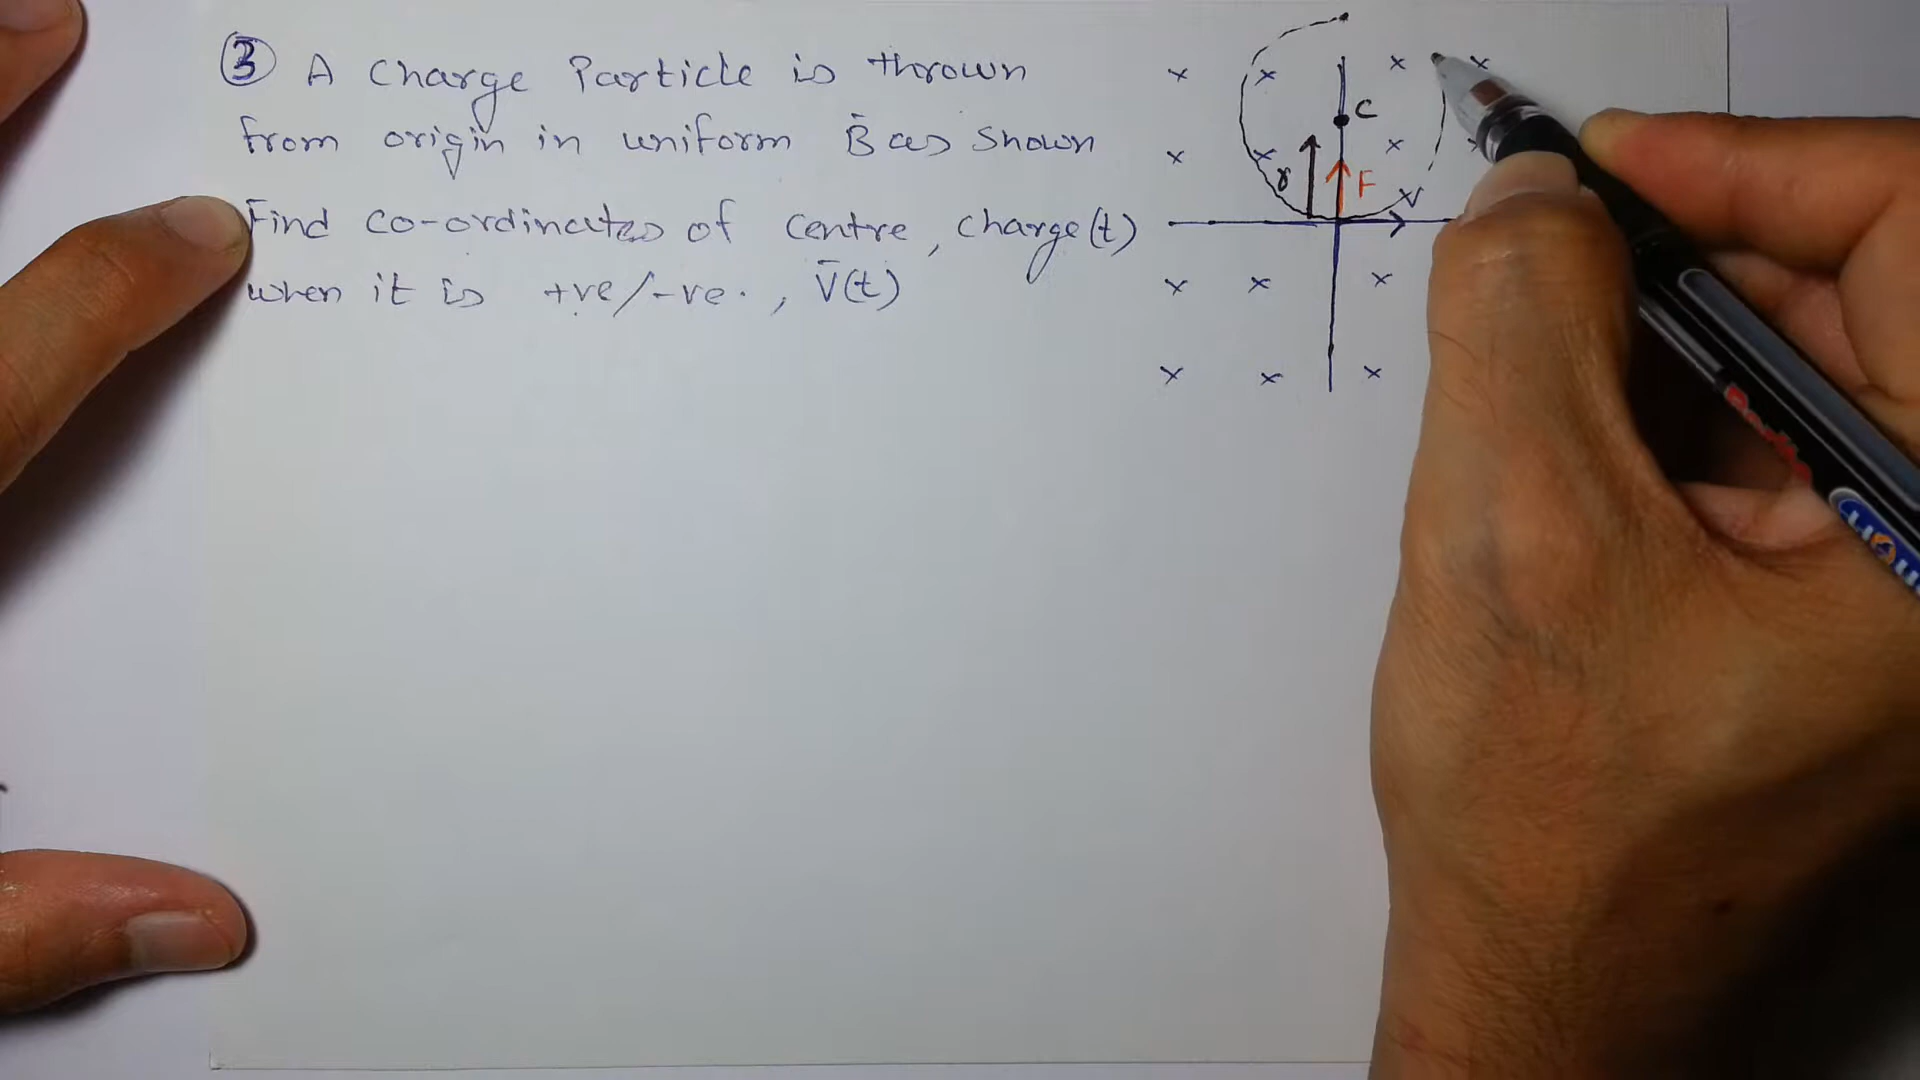 ③ A Charge Particle is thrown
from origin in uniform B̄ as shown
Find co-ordinates of centre, charge(t)
when it is +ve/-ve. , V̄(t)
C
F
V
r